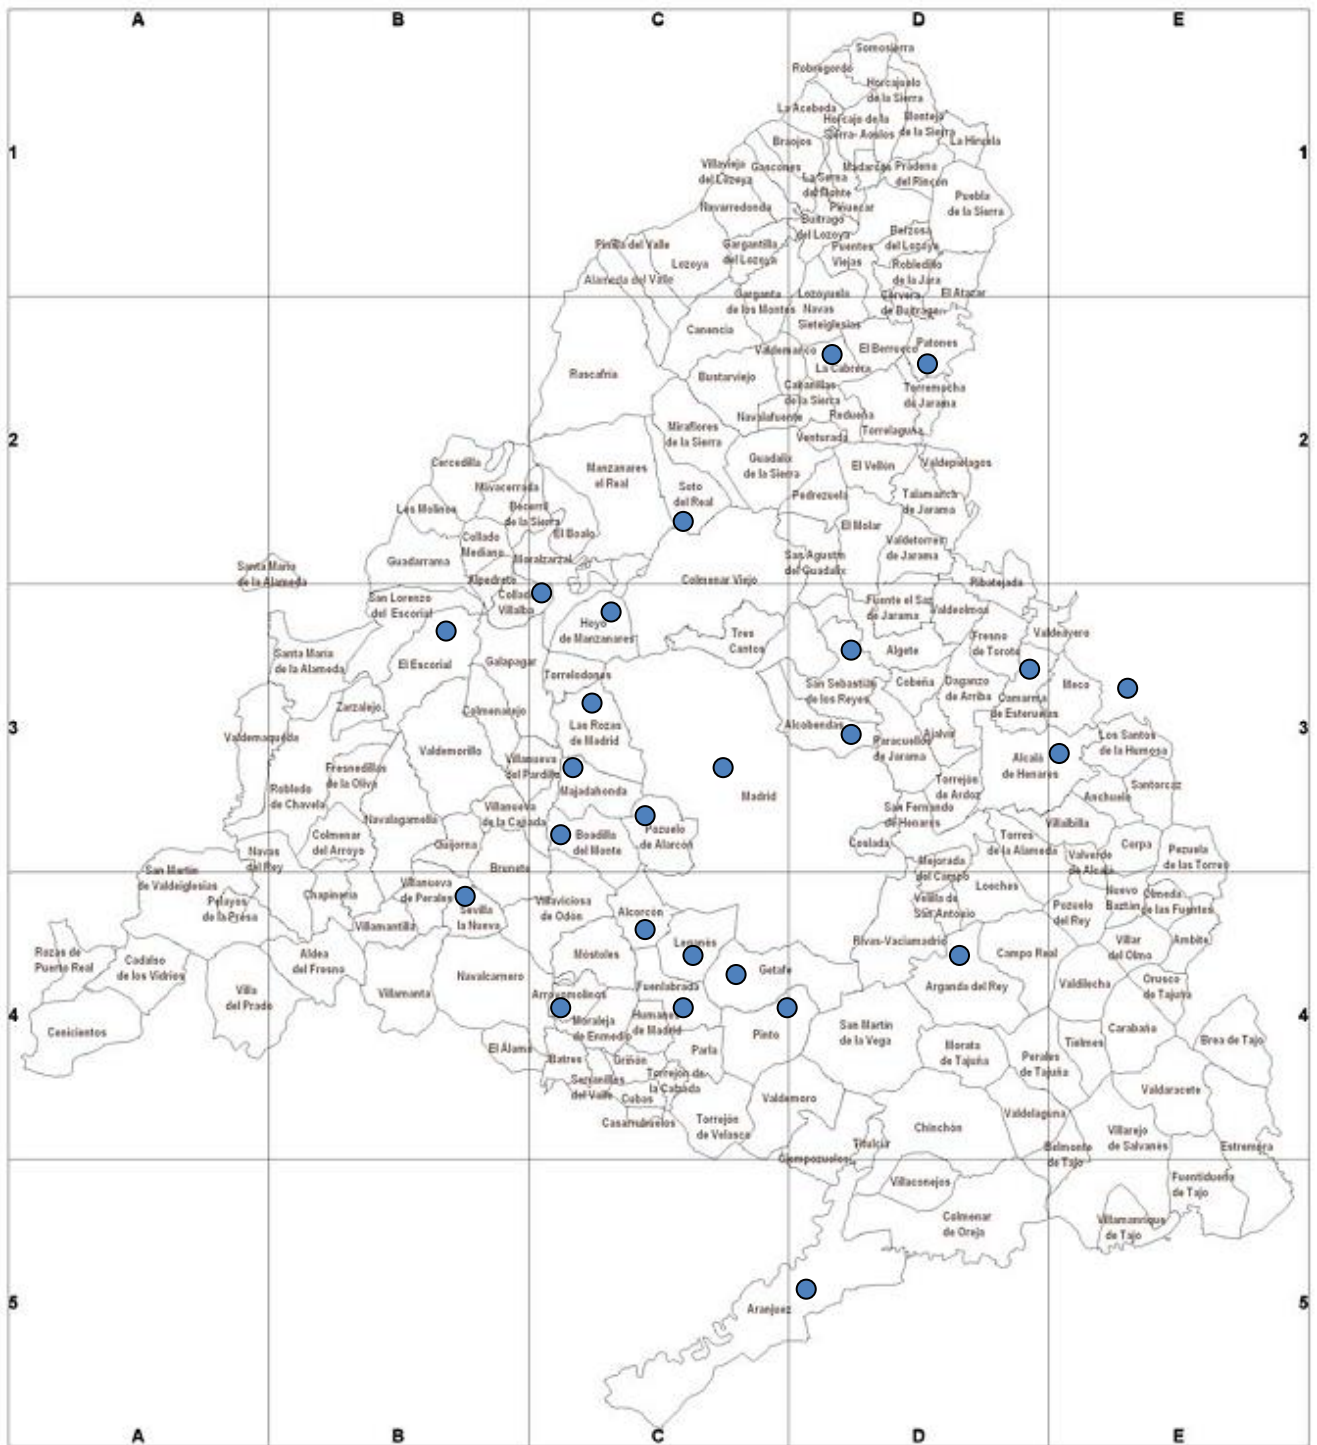 A B C D E
Somosierra
Robregordo
Horcajuelo
de la Sierra
La Acebeda
Horcajo de la
Sierra- Aoslos
Montejo
de la Sierra
La Hiruela
Braojos
1 1
Villavieja
del Lozoya
Gascones
La Serna
del Monte
Madarcos
Prádena
del Rincón
Puebla
de la Sierra
Navarredonda
Piñuecar
Buitrago
del Lozoya
Pinilla del Valle
Gargantilla
del Lozoya
Puentes
Viejas
Berzosa
del Lozoya
Lozoya
Robledillo
de la Jara
Alameda del Valle
Garganta
de los Montes
Lozoyuela
Navas
Sieteiglesias
Cervera
de Buitrago
El Atazar
Canencia
Valdemanco
El Berrueco
Patones
La Cabrera
Rascafria
Bustarviejo
Cabanillas
de la Sierra
Torremocha
de Jarama
Navalafuente
Redueña
Miraflores
de la Sierra
Venturada
Torrelaguna
2 2
Cercedilla
Manzanares
el Real
Guadalix
de la Sierra
El Vellón
Valdepielagos
Navacerrada
Soto
del Real
Pedrezuela
Talamanca
de Jarama
Los Molinos
Becerril
de la Sierra
El Boalo
El Molar
Collado
Mediano
Valdetorres
de Jarama
Guadarrama
Moralzarzal
San Agustin
del Guadalix
Santa Maria
de la Alameda
Alpedrete
Colmenar Viejo
Ribatejada
San Lorenzo
del Escorial
Collado
Villalba
Fuente el Saz
de Jarama
Valdeolmos
Hoyo
de Manzanares
Tres
Cantos
Fresno
de Torote
Valdeavero
Santa Maria
de la Alameda
El Escorial
Galapagar
Algete
Torrelodones
San Sebastián
de los Reyes
Cobeña
Daganzo
de Arriba
Meco
Camarma
de Esteruelas
Zarzalejo
Colmenarejo
Las Rozas
de Madrid
Alcobendas
3 3
Valdemaqueda
Valdemorillo
Paracuellos
de Jarama
Ajalvir
Los Santos
de la Humosa
Villanueva
del Pardillo
Alcalá
de Henares
Fresnedillas
de la Oliva
Robledo
de Chavela
Majadahonda
Madrid
Torrejón
de Ardoz
Santorcaz
Anchuelo
Villanueva
de la Cañada
San Fernando
de Henares
Navalagamella
Villalbilla
Colmenar
del Arroyo
Quijorna
Boadilla
del Monte
Pozuelo
de Alarcón
Coslada
Torres
de la Alameda
Corpa
Navas
del Rey
Valverde
de Alcalá
Pezuela
de las Torres
Mejorada
del Campo
San Martin
de Valdeiglesias
Brunete
Loeches
Pelayos
de la Presa
Chapineria
Villanueva
de Perales
Villaviciosa
de Odón
Velilla de
San Antonio
Nuevo
Baztán
Olmeda
de las Fuentes
Sevilla
la Nueva
Alcorcón
Pozuelo
del Rey
Villamantilla
Leganés
Rivas-Vaciamadrid
Villar
del Olmo
Ambite
Rozas de
Puerto Real
Cadalso
de los Vidrios
Aldea
del Fresno
Móstoles
Campo Real
Getafe
Navalcarnero
Valdilecha
Orusco
de Tajuña
Villa
del Prado
Villamanta
Arroyomolinos
Fuenlabrada
Arganda del Rey
4 4
Cenicientos
Moraleja
de Enmedio
Humanes
de Madrid
Pinto
San Martin
de la Vega
Carabaña
Brea de Tajo
El Álamo
Batres
Griñón
Parla
Morata
de Tajuña
Perales
de Tajuña
Tielmes
Serranillos
del Valle
Torrejón de
la Calzada
Cubas
Valdemoro
Valdaracete
Casarrubuelos
Torrejón
de Velasco
Chinchón
Valdelaguna
Villarejo
de Salvanés
Titulcia
Belmonte
de Tajo
Estremera
Ciempozuelos
Villaconejos
Fuentidueña
de Tajo
Colmenar
de Oreja
Villamanrique
de Tajo
5 5
Aranjuez
A B C D E